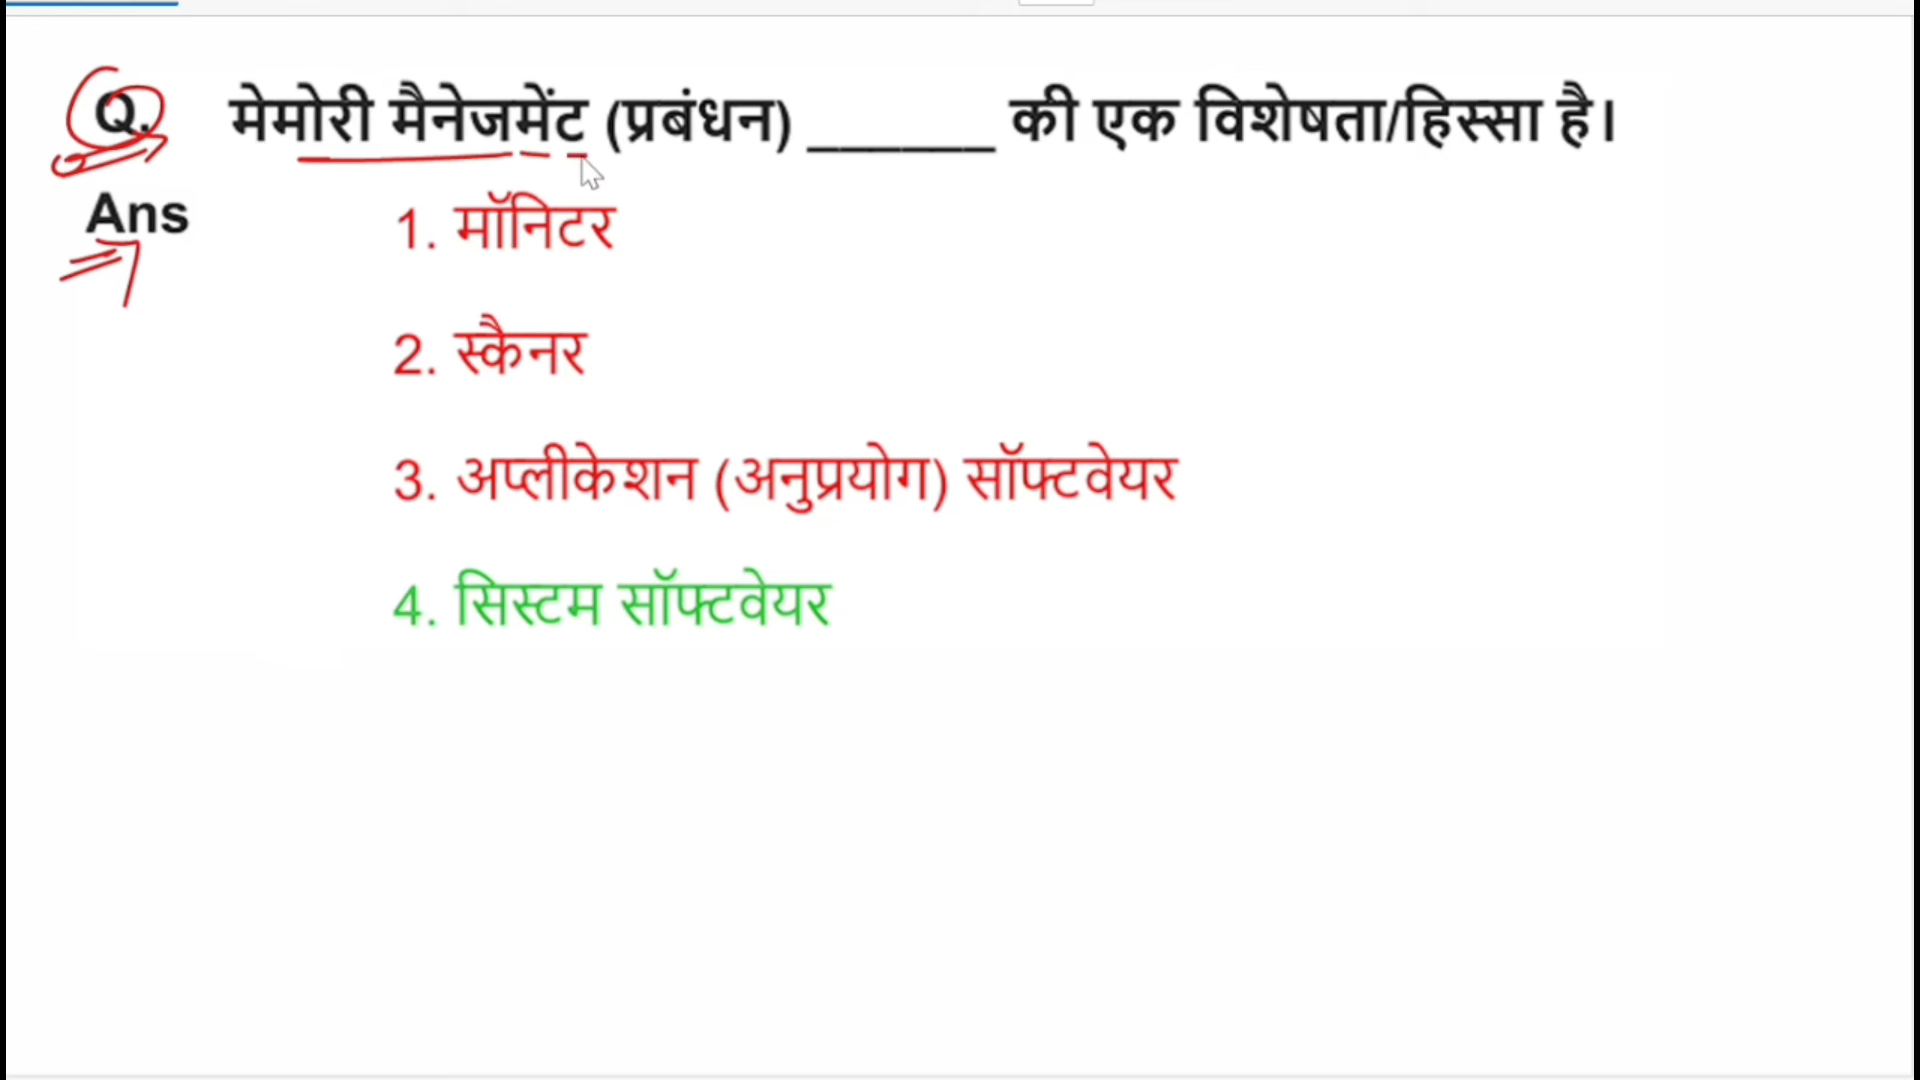 Q. मेमोरी मैनेजमेंट (प्रबंधन) ______ की एक विशेषता/हिस्सा है।
Ans 1. मॉनिटर
2. स्कैनर
3. अप्लीकेशन (अनुप्रयोग) सॉफ्टवेयर
4. सिस्टम सॉफ्टवेयर